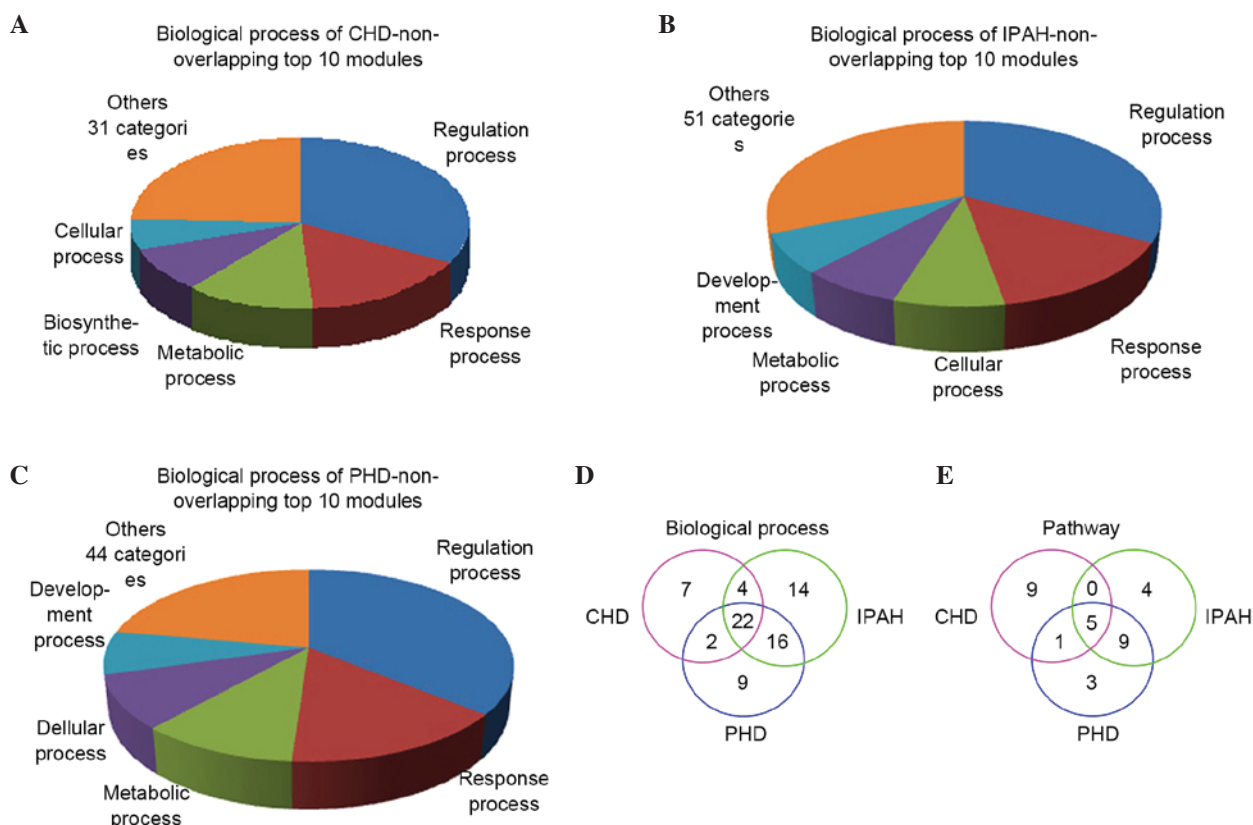 A
Biological process of CHD-non-
overlapping top 10 modules
Others
31 categori
es
Regulation
process
Cellular
process
Biosynthe-
tic process
Metabolic
process
Response
process
B
Biological process of IPAH-non-
overlapping top 10 modules
Others
51 categorie
s
Regulation
process
Develop-
ment
process
Metabolic
process
Cellular
process
Response
process
C
Biological process of PHD-non-
overlapping top 10 modules
Others
44 categori
es
Regulation
process
Develop-
ment
process
Dellular
process
Metabolic
process
Response
process
D
Biological process
7
4
14
CHD
22
IPAH
2
16
9
PHD
E
Pathway
9
0
4
CHD
5
IPAH
1
9
3
PHD